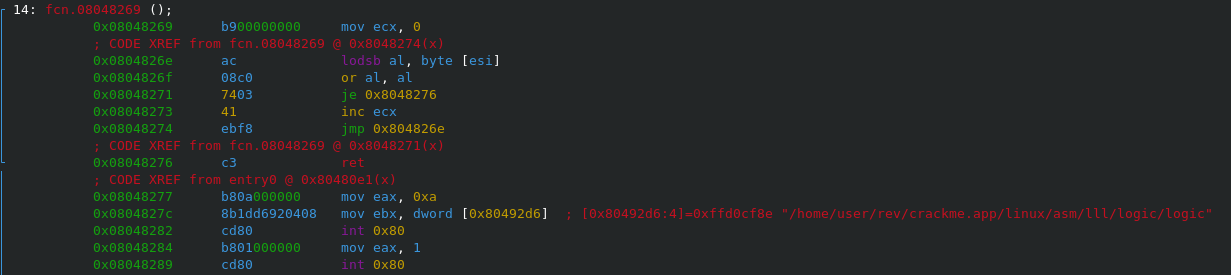 14: fcn.08048269 ();
0x08048269 b900000000 mov ecx, 0
; CODE XREF from fcn.08048269 @ 0x8048274(x)
0x0804826e ac lodsb al, byte [esi]
0x0804826f 08c0 or al, al
0x08048271 7403 je 0x8048276
0x08048273 41 inc ecx
0x08048274 ebf8 jmp 0x804826e
; CODE XREF from fcn.08048269 @ 0x8048271(x)
0x08048276 c3 ret
; CODE XREF from entry0 @ 0x80480e1(x)
0x08048277 b80a000000 mov eax, 0xa
0x0804827c 8b1dd6920408 mov ebx, dword [0x80492d6] ; [0x80492d6:4]=0xffd0cf8e "/home/user/rev/crackme.app/linux/asm/lll/logic/logic"
0x08048282 cd80 int 0x80
0x08048284 b801000000 mov eax, 1
0x08048289 cd80 int 0x80